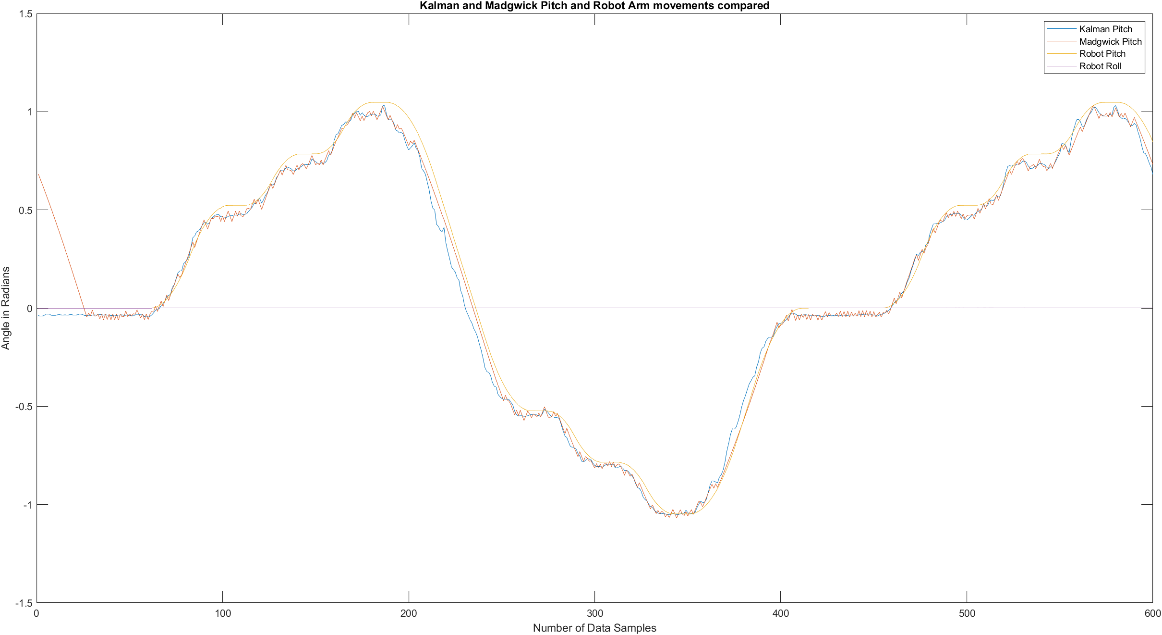 Kalman and Madgwick Pitch and Robot Arm movements compared
1.5
Kalman Pitch
Madgwick Pitch
Robot Pitch
Robot Roll
1
0.5
0
-0.5
-1
-1.5
Angle in Radians
0 100 200 300 400 500 600
Number of Data Samples